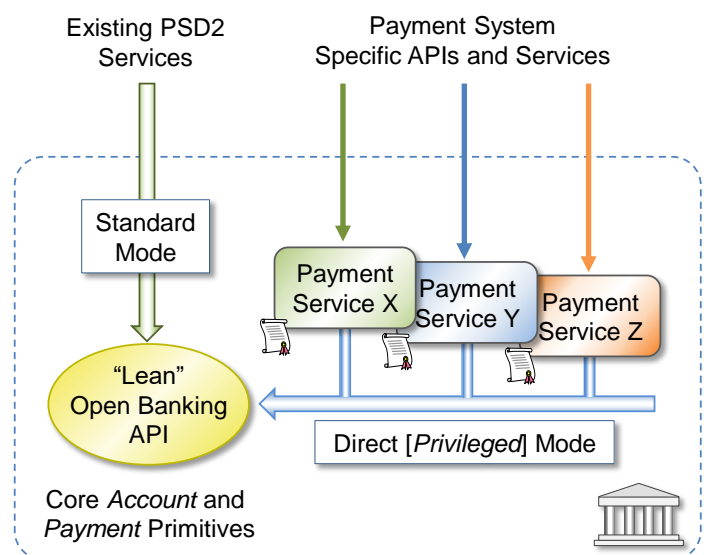 Existing PSD2
Services
Payment System
Specific APIs and Services
Standard
Mode
Payment
Service X
Payment
Service Y
Payment
Service Z
“Lean”
Open Banking
API
Direct [Privileged] Mode
Core Account and
Payment Primitives